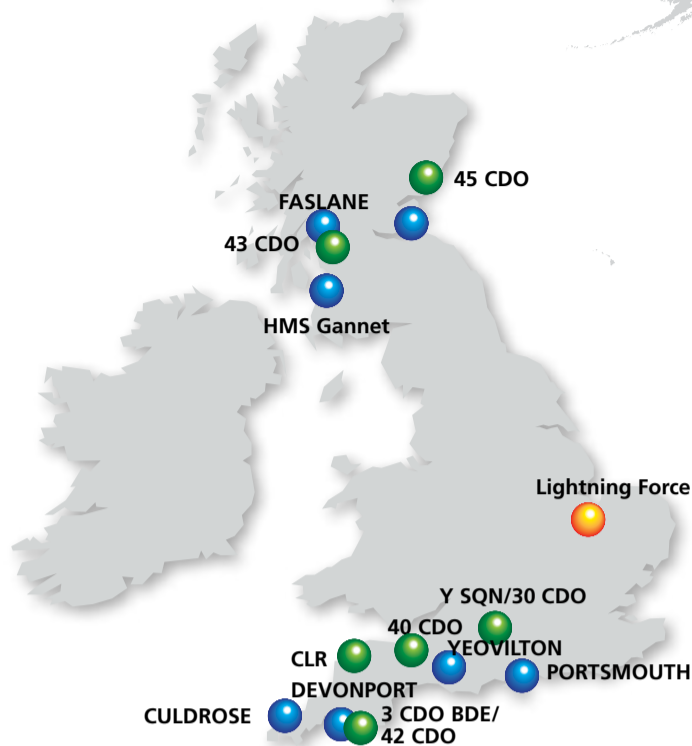 45 CDO
FASLANE
43 CDO
HMS Gannet
Lightning Force
Y SQN/30 CDO
40 CDO
YEOVILTON
CLR
PORTSMOUTH
DEVONPORT
CULDROSE
3 CDO BDE/
42 CDO